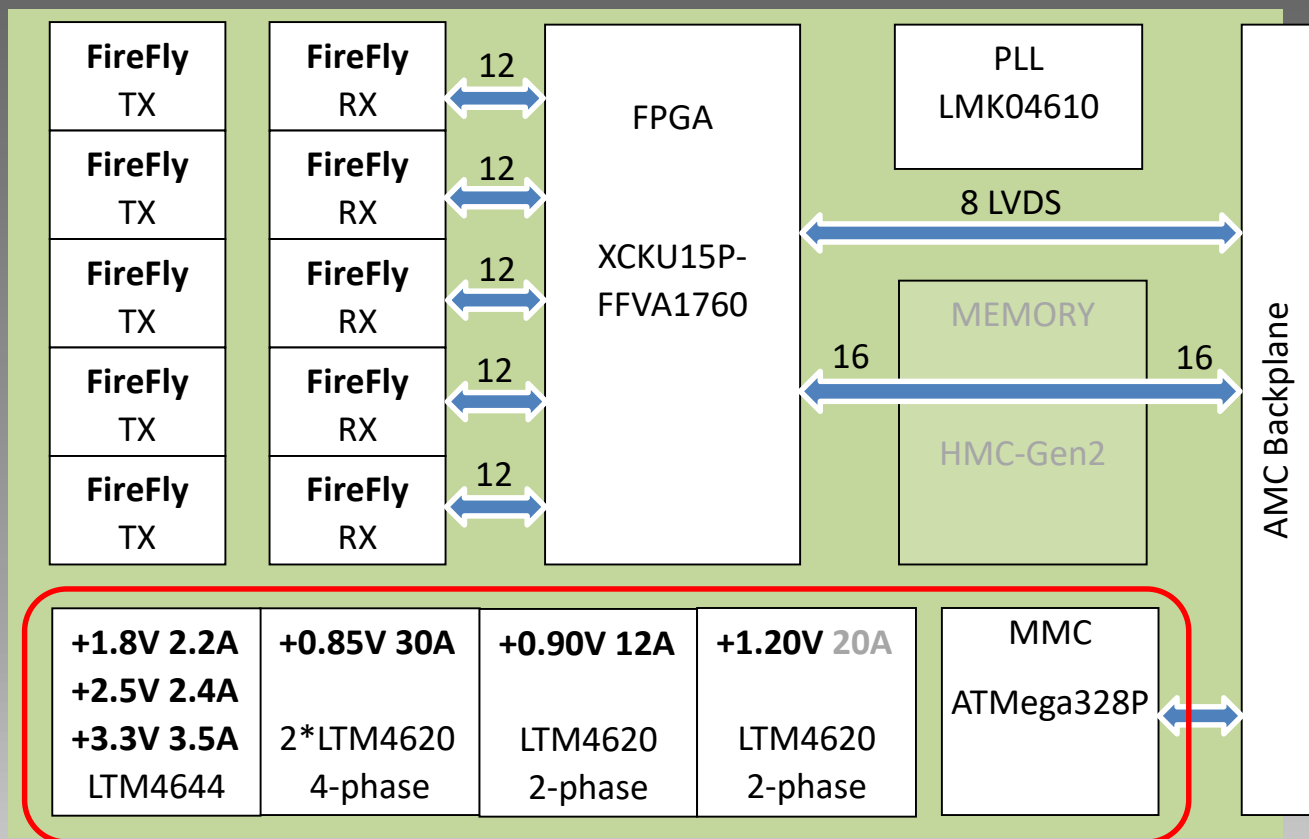 FireFly
TX
FireFly
RX
12
FireFly
TX
FireFly
RX
12
FireFly
TX
FireFly
RX
12
FireFly
TX
FireFly
RX
12
FireFly
TX
FireFly
RX
12
FPGA
XCKU15P-
FFVA1760
PLL
LMK04610
8 LVDS
MEMORY
16
16
HMC-Gen2
AMC Backplane
+1.8V 2.2A
+2.5V 2.4A
+3.3V 3.5A
LTM4644
+0.85V 30A
2*LTM4620
4-phase
+0.90V 12A
LTM4620
2-phase
+1.20V 20A
LTM4620
2-phase
MMC
ATMega328P